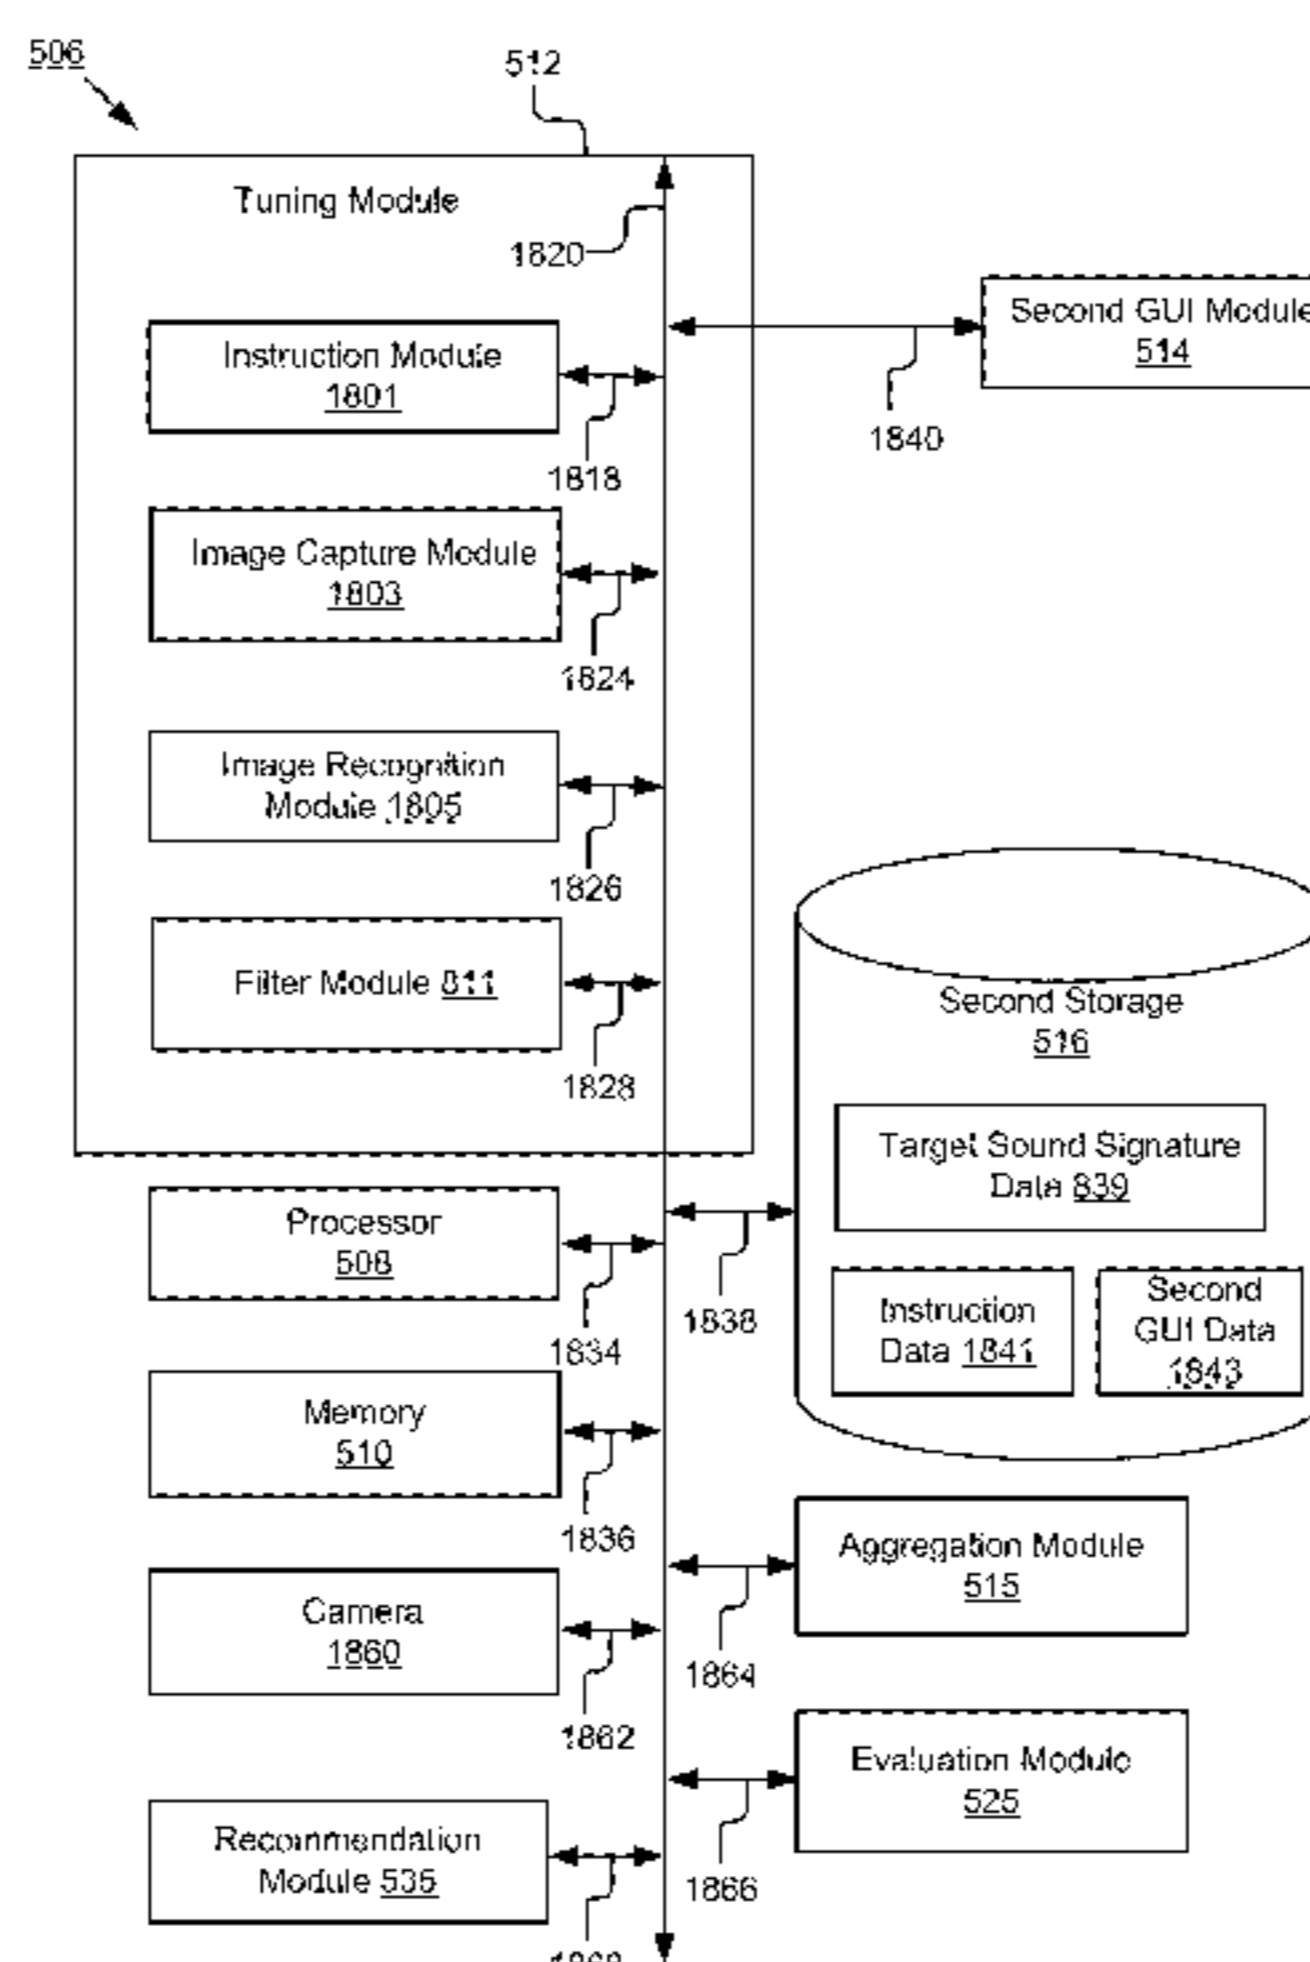 506
512
Tuning Module
1820
Second GUI Module
514
1840
Instruction Module
1801
1818
Image Capture Module
1803
1824
Image Recognition
Module 1805
1826
Filter Module 811
1828
Second Storage
516
Target Sound Signature
Data 839
Instruction
Data 1841
Second
GUI Data
1843
1838
Processor
508
1834
Memory
510
1836
Aggregation Module
515
1864
Camera
1860
1862
Evaluation Module
525
1866
Recommendation
Module 535